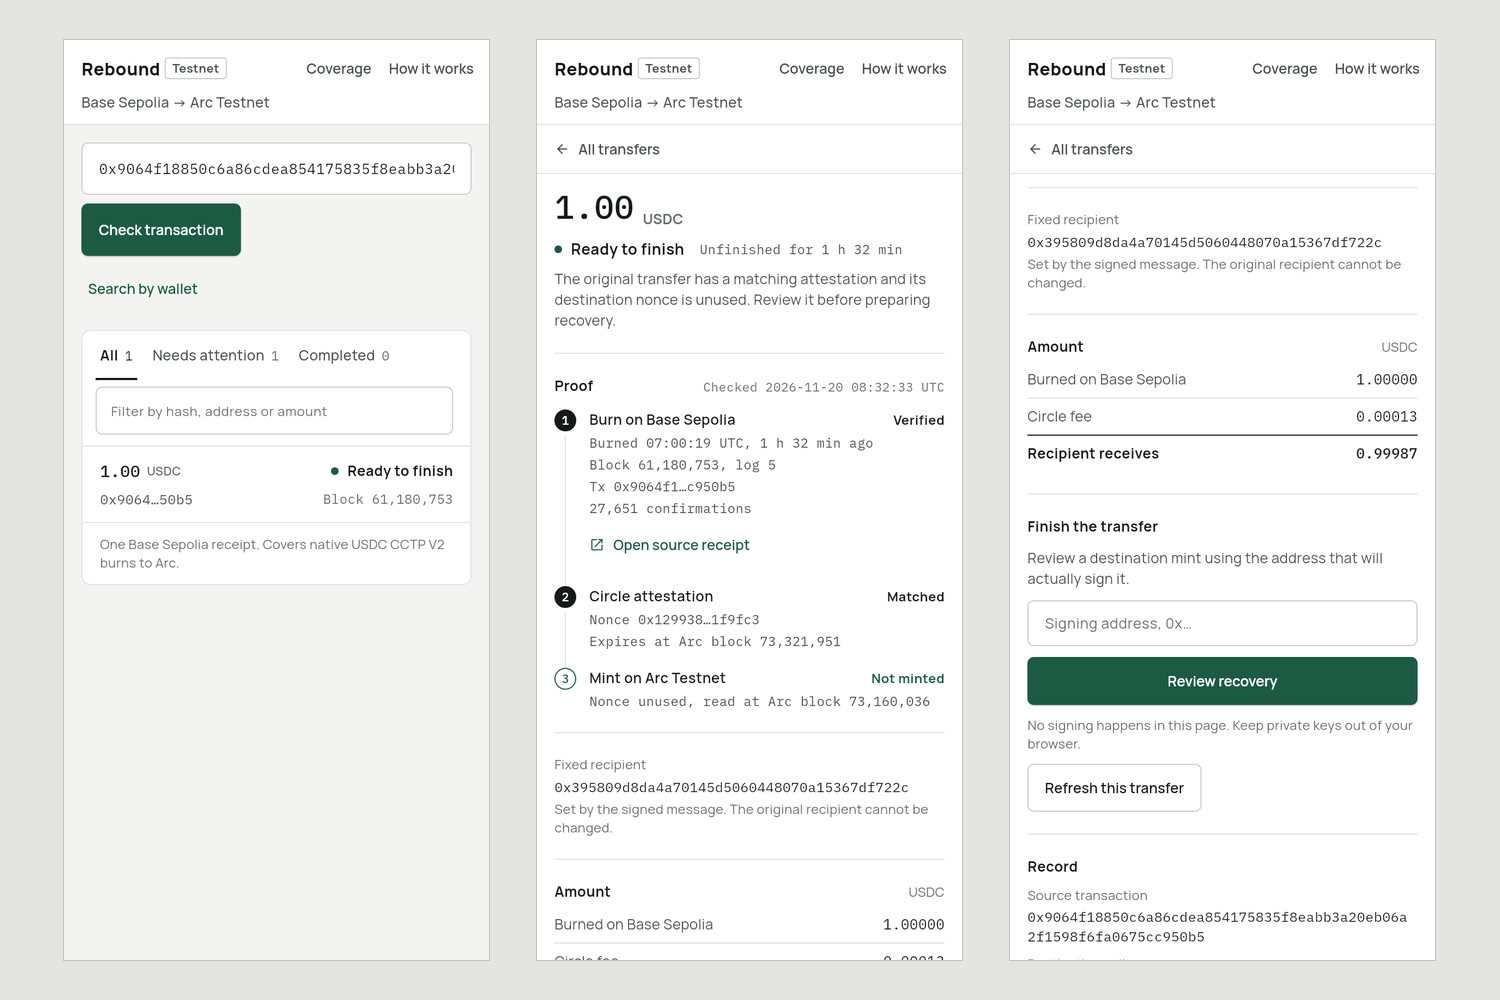 Rebound Testnet Coverage How it works
Base Sepolia → Arc Testnet
0x9064f18850c6a86cdea854175835f8eabb3a2
Check transaction
Search by wallet
All 1 Needs attention 1 Completed 0
Filter by hash, address or amount
1.00 USDC Ready to finish
0x9064…50b5 Block 61,180,753
One Base Sepolia receipt. Covers native USDC CCTP V2
burns to Arc.
Rebound Testnet Coverage How it works
Base Sepolia → Arc Testnet
← All transfers
1.00 USDC
Ready to finish Unfinished for 1 h 32 min
The original transfer has a matching attestation and its
destination nonce is unused. Review it before preparing
recovery.
Proof Checked 2026-11-20 08:32:33 UTC
1 Burn on Base Sepolia Verified
Burned 07:00:19 UTC, 1 h 32 min ago
Block 61,180,753, log 5
Tx 0x9064f1…c950b5
27,651 confirmations
Open source receipt
2 Circle attestation Matched
Nonce 0x129938…1f9fc3
Expires at Arc block 73,321,951
3 Mint on Arc Testnet Not minted
Nonce unused, read at Arc block 73,160,036
Fixed recipient
0x395809d8da4a70145d5060448070a15367df722c
Set by the signed message. The original recipient cannot be
changed.
Amount USDC
Burned on Base Sepolia 1.00000
Circle fee 0.00013
Rebound Testnet Coverage How it works
Base Sepolia → Arc Testnet
← All transfers
Fixed recipient
0x395809d8da4a70145d5060448070a15367df722c
Set by the signed message. The original recipient cannot be
changed.
Amount USDC
Burned on Base Sepolia 1.00000
Circle fee 0.00013
Recipient receives 0.99987
Finish the transfer
Review a destination mint using the address that will
actually sign it.
Signing address, 0x…
Review recovery
No signing happens in this page. Keep private keys out of your
browser.
Refresh this transfer
Record
Source transaction
0x9064f18850c6a86cdea854175835f8eabb3a20eb06a
2f1598f6fa0675cc950b5